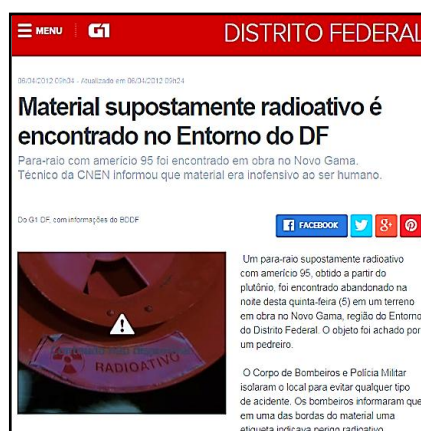 MENU G1 DISTRITO FEDERAL
06/04/2012 09h04 - Atualizado em 06/04/2012 09h24
Material supostamente radioativo é
encontrado no Entorno do DF
Para-raio com amerício 95 foi encontrado em obra no Novo Gama.
Técnico da CNEN informou que material era inofensivo ao ser humano.
Do G1 DF, com informações do BDDF
FACEBOOK
Um para-raio supostamente radioativo
com amerício 95, obtido a partir do
plutônio, foi encontrado abandonado na
noite desta quinta-feira (5) em um terreno
em obra no Novo Gama, região do Entorno
do Distrito Federal. O objeto foi achado por
um pedreiro.
O Corpo de Bombeiros e Polícia Militar
isolaram o local para evitar qualquer tipo
de acidente. Os bombeiros informaram que
em uma das bordas do material uma
etiqueta indicava perigo radioativo
RADIOATIVO